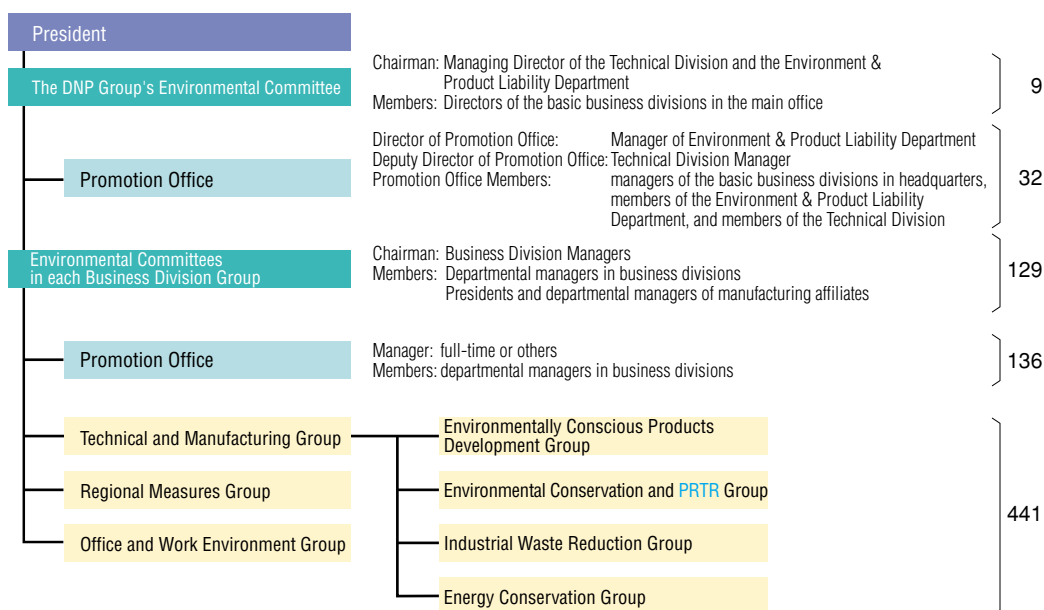 President
The DNP Group's Environmental Committee
Chairman: Managing Director of the Technical Division and the Environment &
Product Liability Department
Members: Directors of the basic business divisions in the main office
9
Promotion Office
Director of Promotion Office: Manager of Environment & Product Liability Department
Deputy Director of Promotion Office: Technical Division Manager
Promotion Office Members: managers of the basic business divisions in headquarters,
members of the Environment & Product Liability
Department, and members of the Technical Division
32
Environmental Committees
in each Business Division Group
Chairman: Business Division Managers
Members: Departmental managers in business divisions
Presidents and departmental managers of manufacturing affiliates
129
Promotion Office
Manager: full-time or others
Members: departmental managers in business divisions
136
Technical and Manufacturing Group
Environmentally Conscious Products
Development Group
Regional Measures Group
Environmental Conservation and PRTR Group
Office and Work Environment Group
Industrial Waste Reduction Group
Energy Conservation Group
441